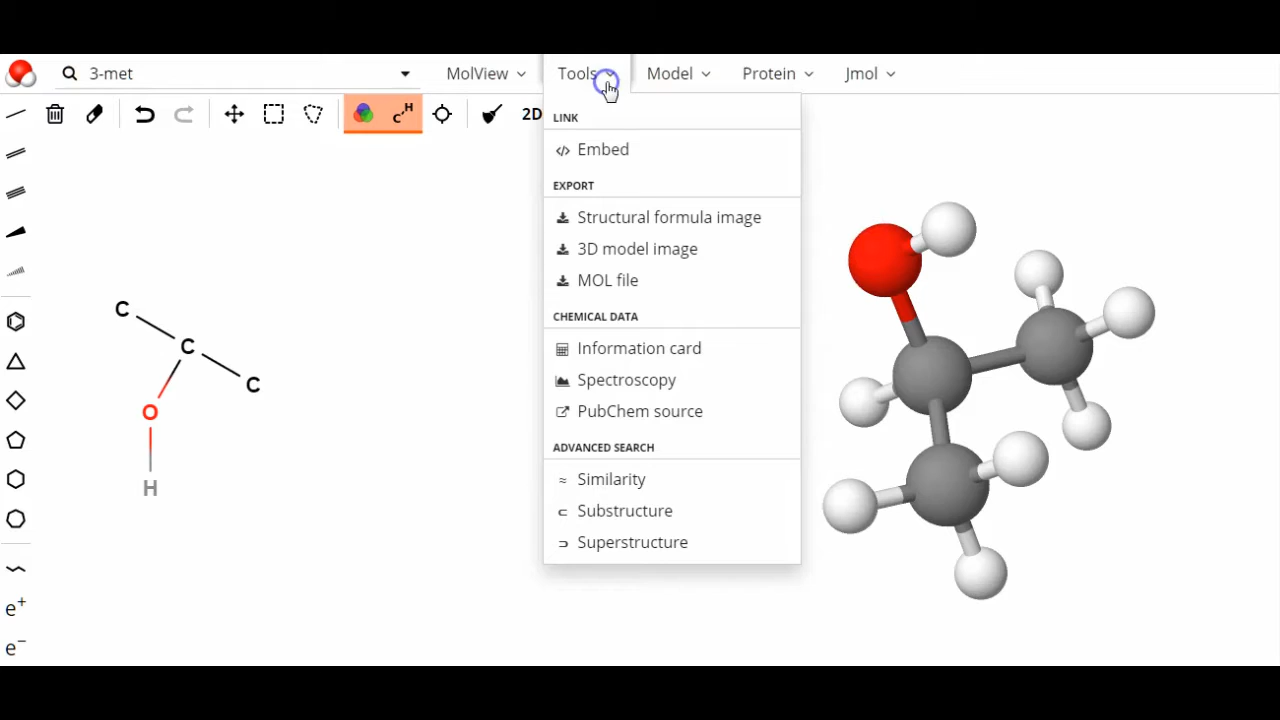 3-met
MolView
Tools
Model
Protein
Jmol
C H
2D
LINK
Embed
EXPORT
Structural formula image
3D model image
MOL file
CHEMICAL DATA
Information card
Spectroscopy
PubChem source
ADVANCED SEARCH
Similarity
Substructure
Superstructure
C
C
C
O
H
e+
e−